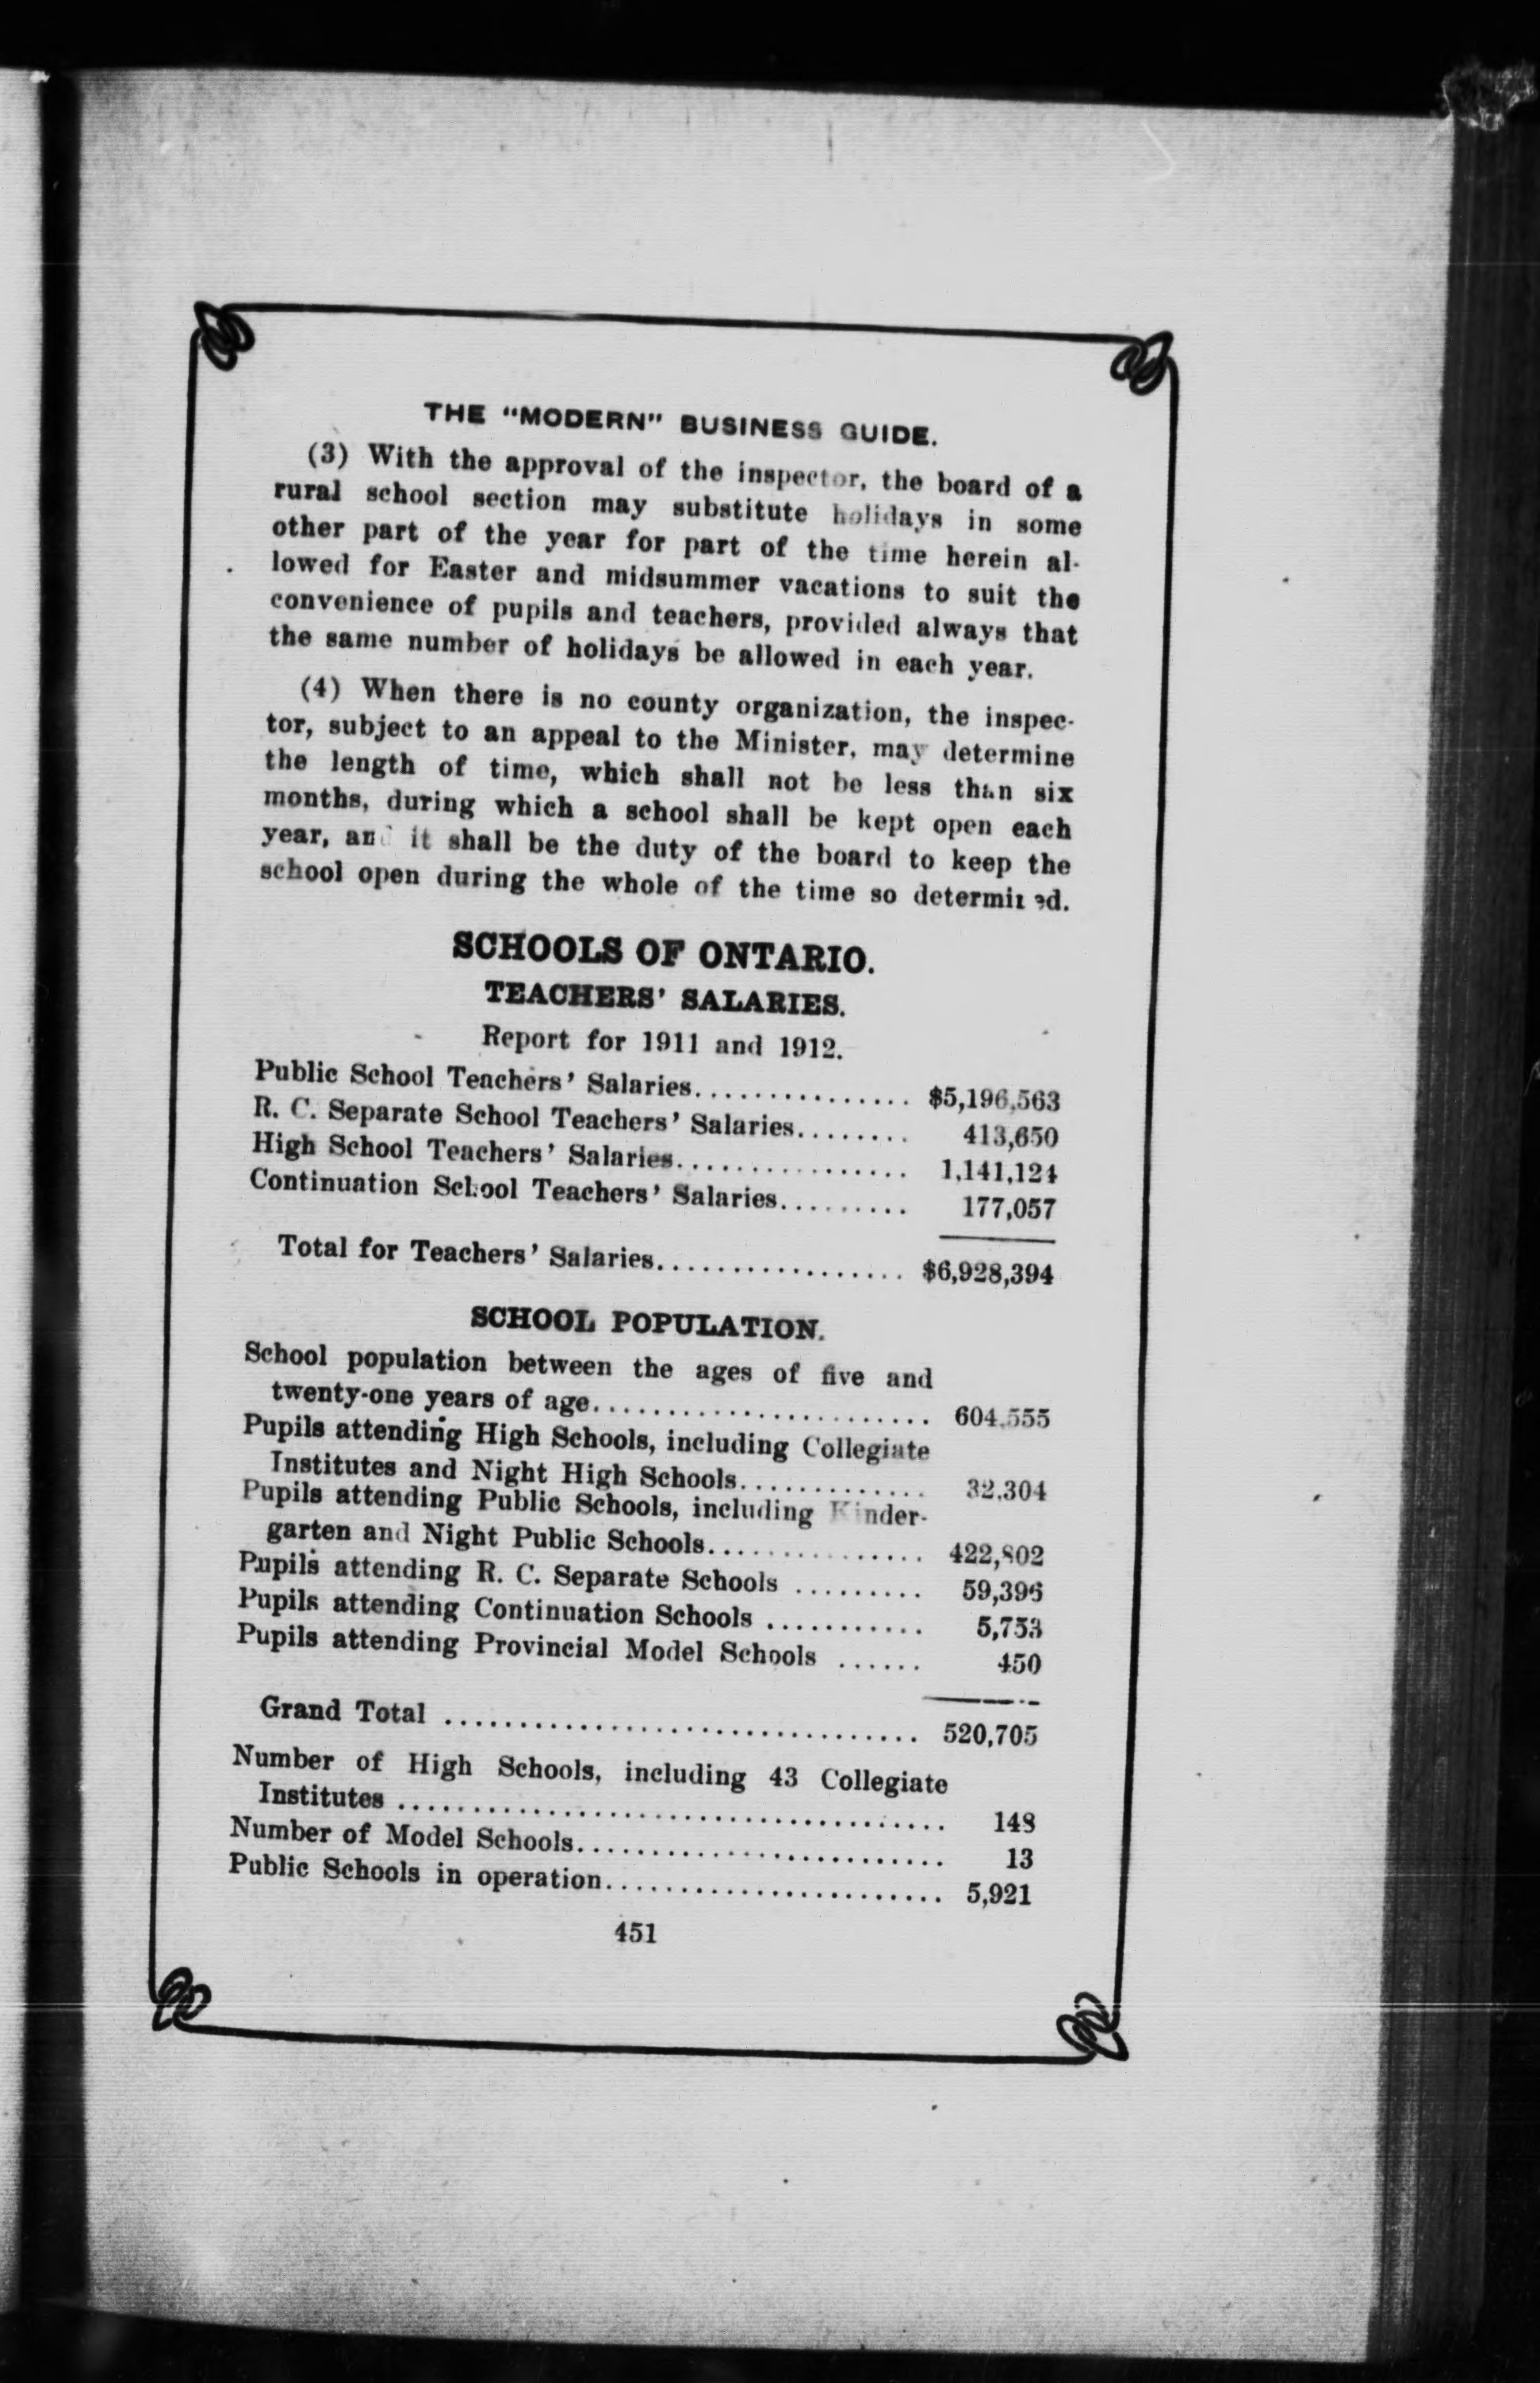 THE "MODERN" BUSINESS GUIDE.
(3) With the approval of the inspector, the board of a
rural school section may substitute holidays in some
other part of the year for part of the time herein al-
lowed for Easter and midsummer vacations to suit the
convenience of pupils and teachers, provided always that
the same number of holidays be allowed in each year.
(4) When there is no county organization, the inspec-
tor, subject to an appeal to the Minister, may determine
the length of time, which shall not be less than six
months, during which a school shall be kept open each
year, and it shall be the duty of the board to keep the
school open during the whole of the time so determined.
SCHOOLS OF ONTARIO.
TEACHERS' SALARIES.
Report for 1911 and 1912.
Public School Teachers' Salaries............... $5,196,563
R. C. Separate School Teachers' Salaries........ 413,650
High School Teachers' Salaries................ 1,141,124
Continuation School Teachers' Salaries......... 177,057
Total for Teachers' Salaries................. $6,928,394
SCHOOL POPULATION.
School population between the ages of five and
twenty-one years of age....................... 604,555
Pupils attending High Schools, including Collegiate
Institutes and Night High Schools............. 32,304
Pupils attending Public Schools, including Kinder-
garten and Night Public Schools............... 422,802
Pupils attending R. C. Separate Schools ......... 59,396
Pupils attending Continuation Schools ........... 5,753
Pupils attending Provincial Model Schools ...... 450
Grand Total ................................ 520,705
Number of High Schools, including 43 Collegiate
Institutes ..................................... 148
Number of Model Schools......................... 13
Public Schools in operation....................... 5,921
451